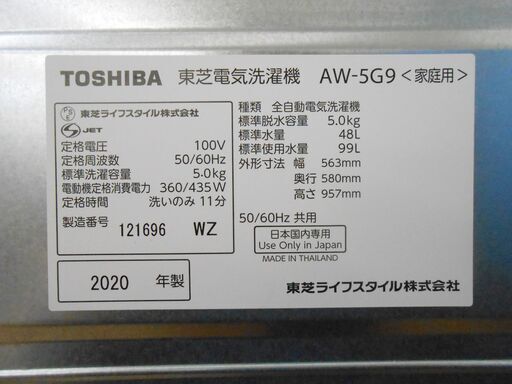 TOSHIBA 東芝電気洗濯機 AW-5G9<家庭用>
東芝ライフスタイル株式会社
JET
定格電圧 100V
定格周波数 50/60Hz
標準洗濯容量 5.0kg
電動機定格消費電力 360/435W
定格時間 洗いのみ 11分
製造番号 121696 WZ
2020 年製
種類 全自動電気洗濯機
標準脱水容量 5.0kg
標準水量 48L
標準使用水量 99L
外形寸法 幅 563mm
奥行 580mm
高さ 957mm
50/60Hz 共用
日本国内専用
Use Only in Japan
MADE IN THAILAND
東芝ライフスタイル株式会社